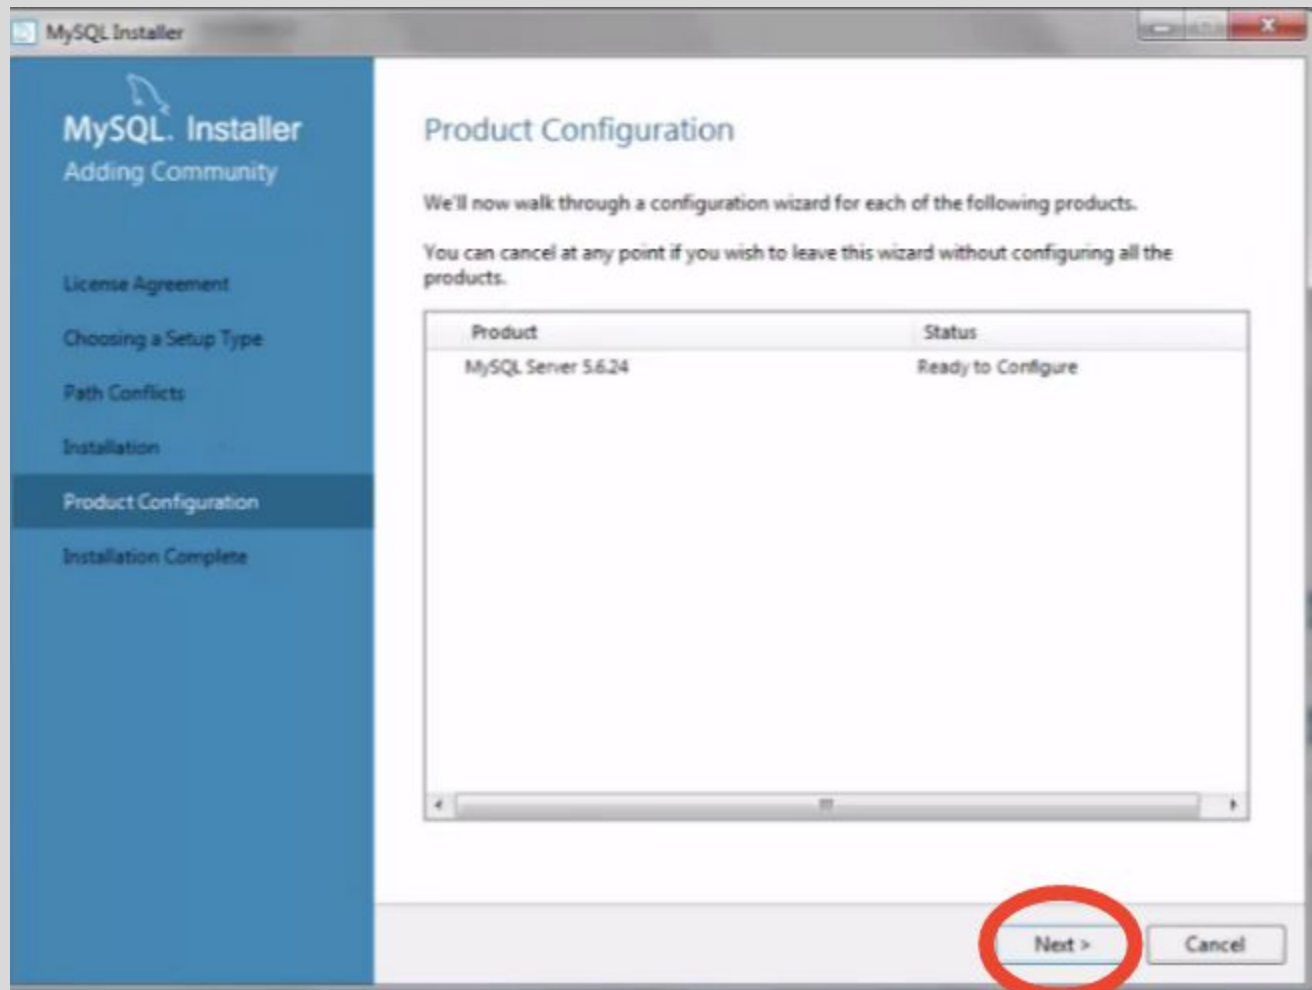 MySQL Installer
MySQL. Installer
Adding Community
License Agreement
Choosing a Setup Type
Path Conflicts
Installation
Product Configuration
Installation Complete
Product Configuration
We'll now walk through a configuration wizard for each of the following products.
You can cancel at any point if you wish to leave this wizard without configuring all the
products.
Product Status
MySQL Server 5.6.24 Ready to Configure
Next > Cancel